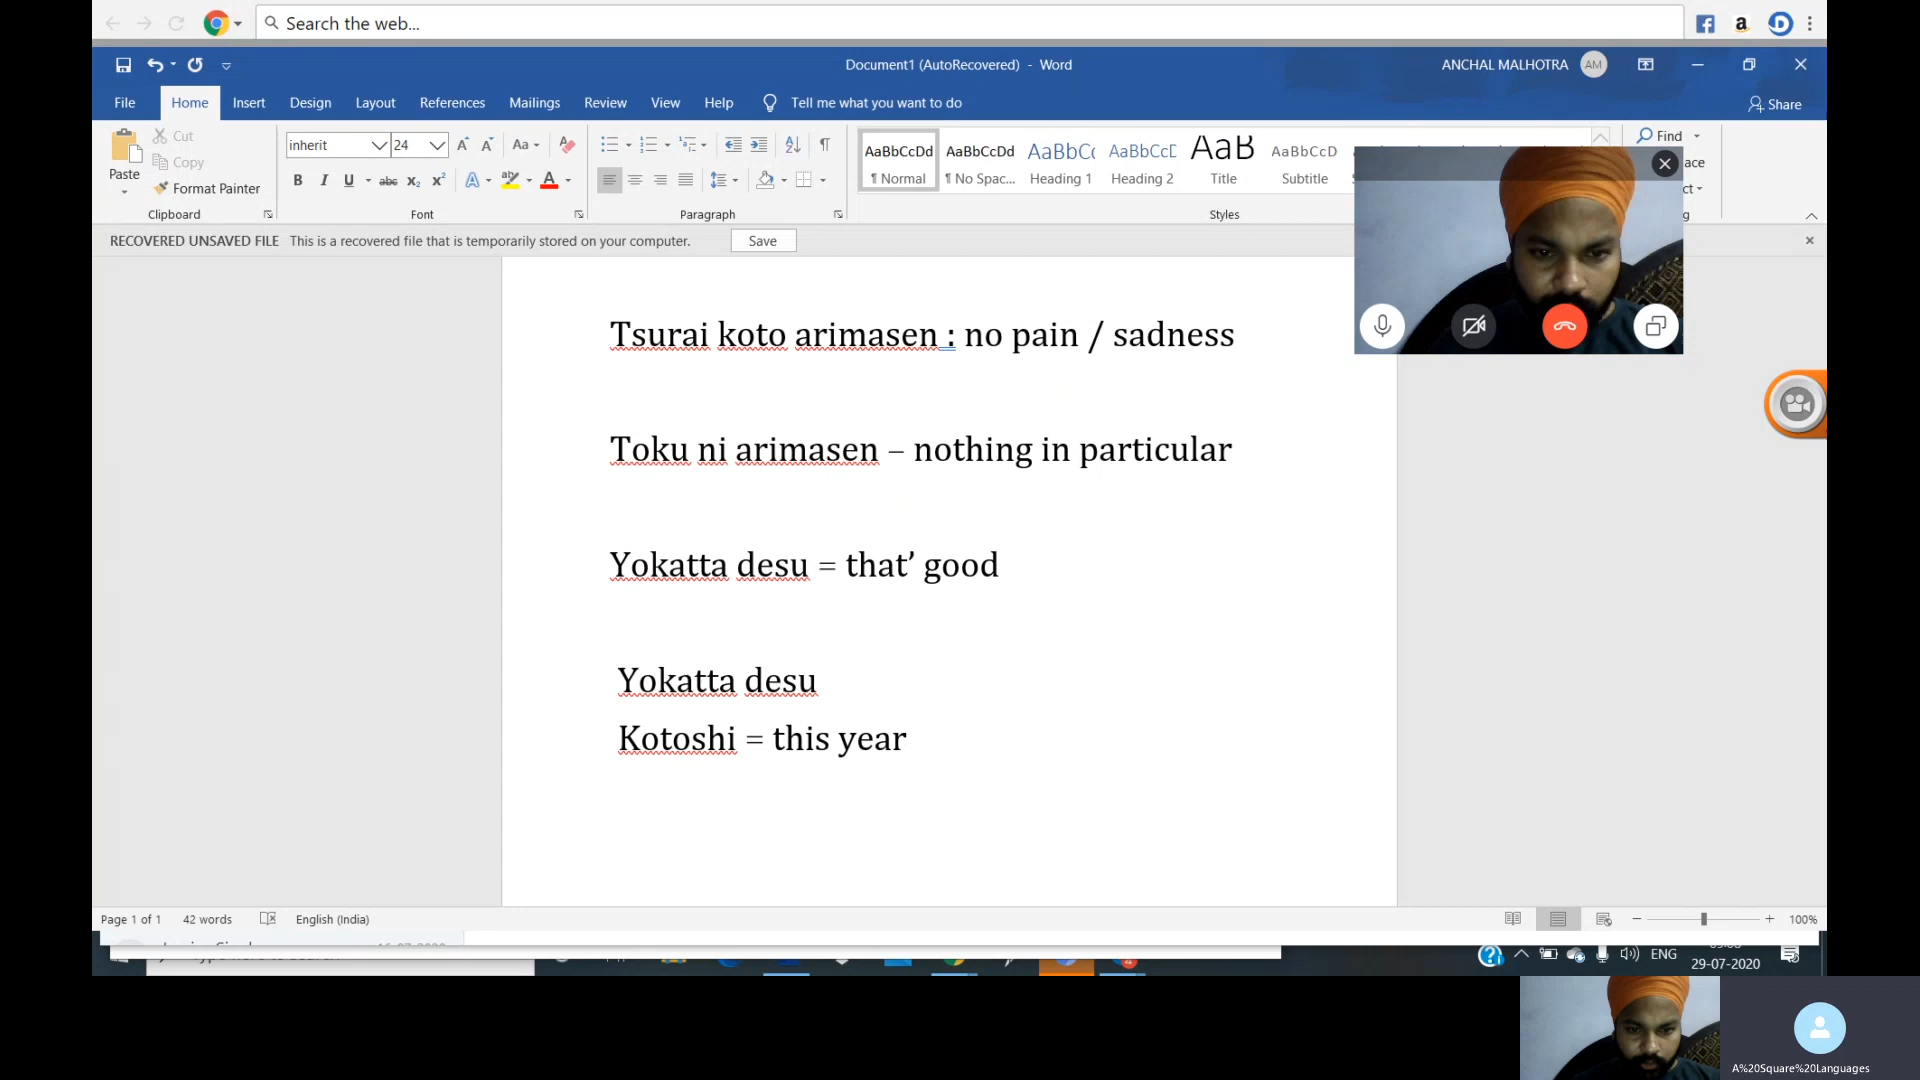 Search the web...
Document1 (AutoRecovered) - Word
ANCHAL MALHOTRA AM
File Home Insert Design Layout References Mailings Review View Help Tell me what you want to do Share
Cut
Copy
Paste
Format Painter
Clipboard
inherit 24
Font
Paragraph
AaBbCcDd AaBbCcDd AaBbC AaBbCcE AaB AaBbCcD
¶ Normal ¶ No Spac... Heading 1 Heading 2 Title Subtitle
Styles
Find
RECOVERED UNSAVED FILE This is a recovered file that is temporarily stored on your computer. Save
Tsurai koto arimasen : no pain / sadness
Toku ni arimasen – nothing in particular
Yokatta desu = that’ good
Yokatta desu
Kotoshi = this year
Page 1 of 1 42 words English (India) 100%
ENG
29-07-2020
A%20Square%20Languages